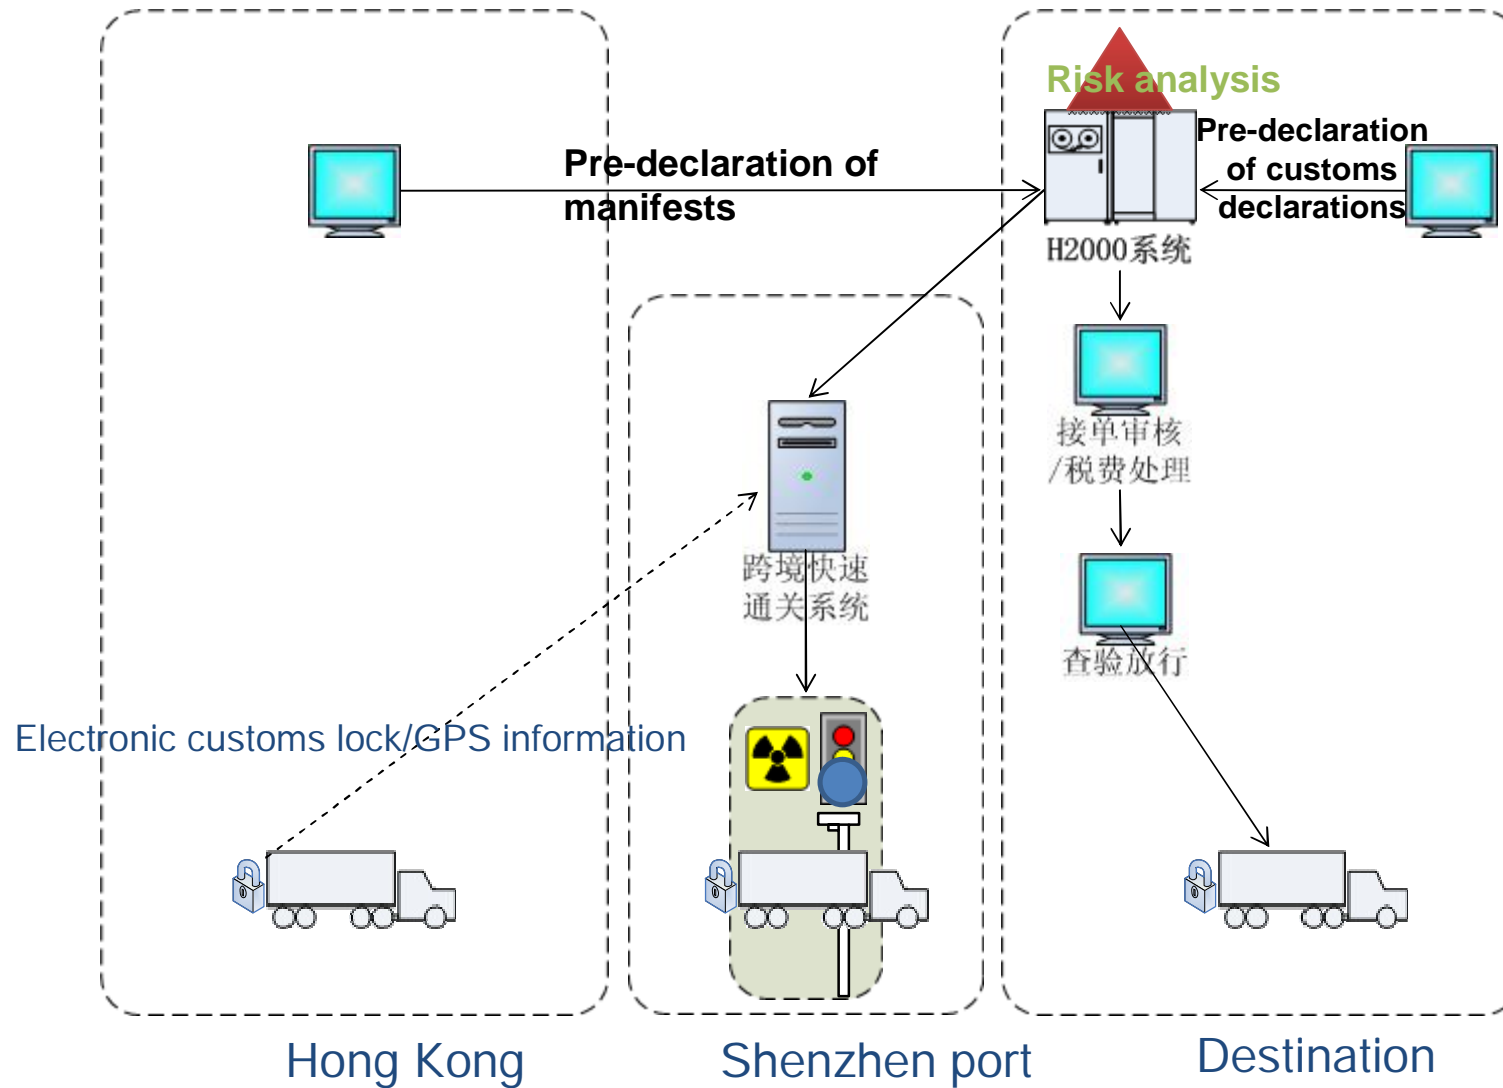 Risk analysis
Pre-declaration of
manifests
Pre-declaration
of customs
declarations
H2000系统
接单审核
/税费处理
跨境快速
通关系统
查验放行
Electronic customs lock/GPS information
Hong Kong
Shenzhen port
Destination